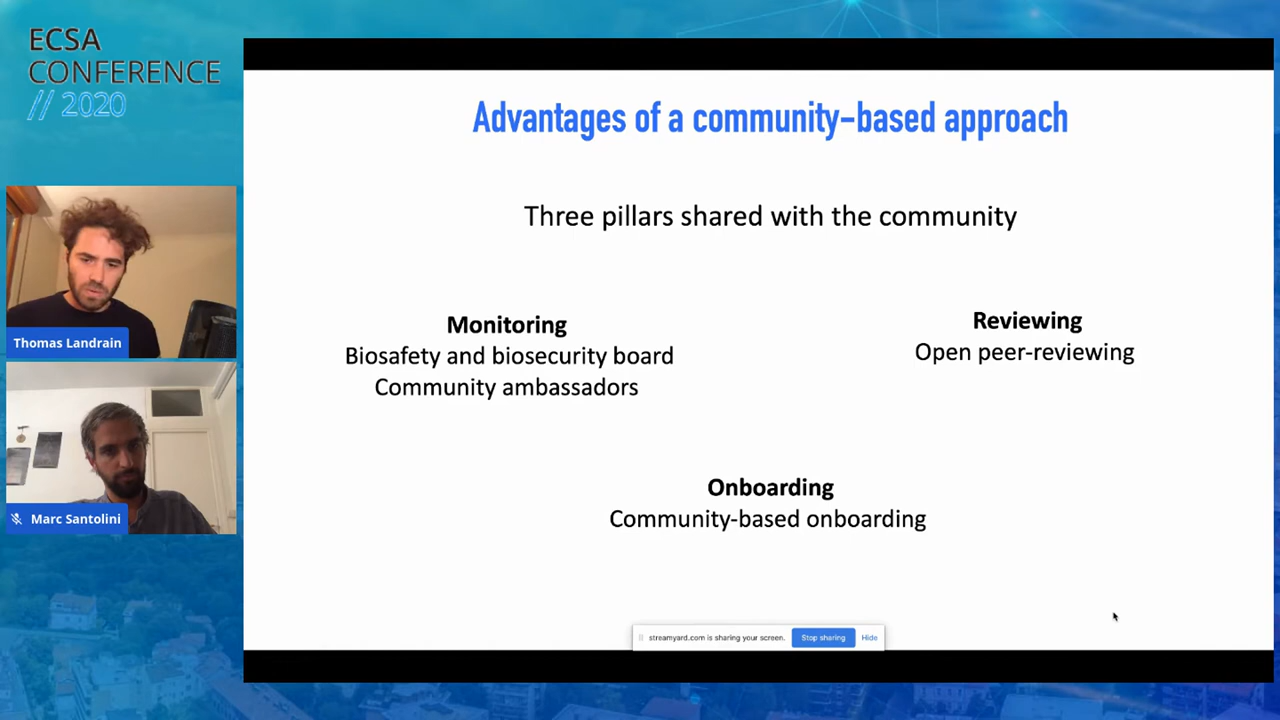 ECSA
CONFERENCE
// 2020
Advantages of a community-based approach
Three pillars shared with the community
Monitoring
Biosafety and biosecurity board
Community ambassadors
Reviewing
Open peer-reviewing
Onboarding
Community-based onboarding
Thomas Landrain
Marc Santolini
streamyard.com is sharing your screen.
Stop sharing
Hide